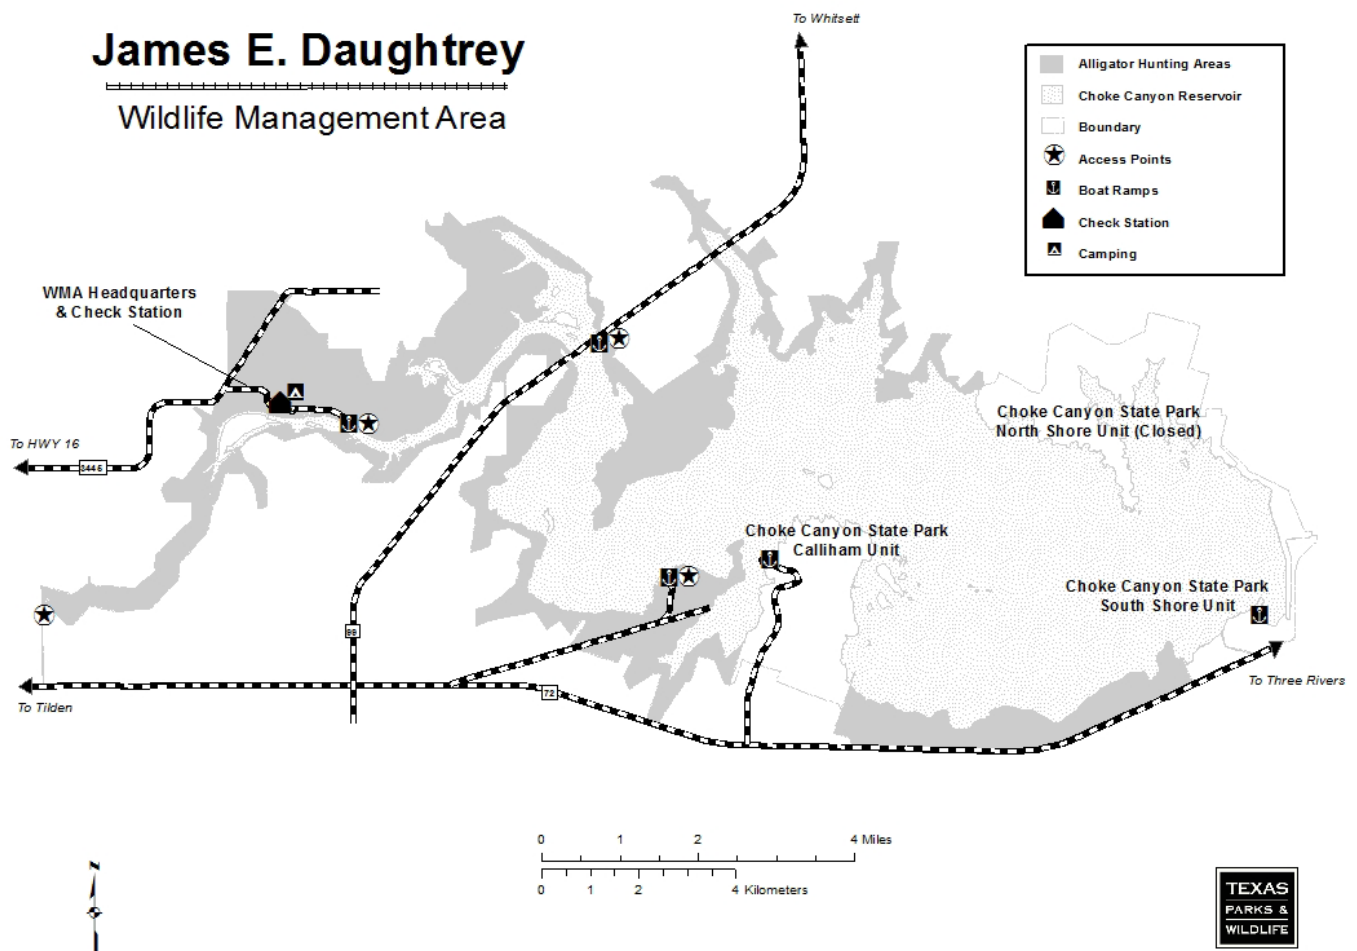 To Whitsett
James E. Daughtrey
Wildlife Management Area
Alligator Hunting Areas
Choke Canyon Reservoir
Boundary
Access Points
Boat Ramps
Check Station
Camping
WMA Headquarters
& Check Station
Choke Canyon State Park
North Shore Unit (Closed)
To HWY 16
3445
Choke Canyon State Park
Calliham Unit
Choke Canyon State Park
South Shore Unit
99
To Three Rivers
72
To Tilden
0 1 2 4 Miles
0 1 2 4 Kilometers
N
TEXAS
PARKS &
WILDLIFE